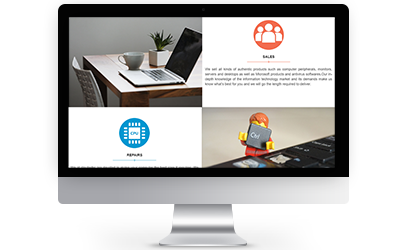 SALES
We sell all kinds of authentic products such as computer peripherals, monitors,
servers and desktops as well as Microsoft products and antivirus softwares.Our in-
depth knowledge of the information technology market and its demands make us
know what's best for you and we will go the length required to deliver.
Ctrl
CPU
REPAIRS